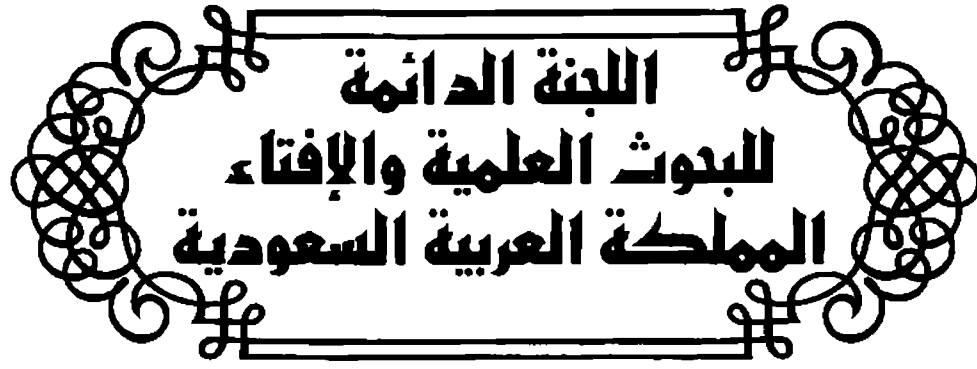 اللجنة الدائمة
للبحوث العلمية والإفتاء
المملكة العربية السعودية